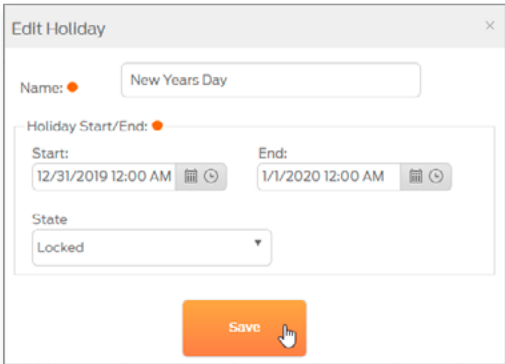 Edit Holiday
Name:
New Years Day
Holiday Start/End:
Start: End:
12/31/2019 12:00 AM 1/1/2020 12:00 AM
State
Locked
Save